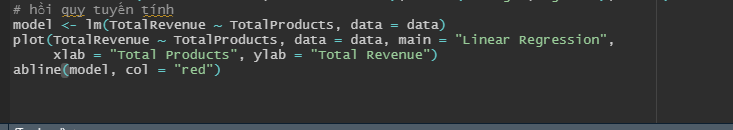 # hồi quy tuyến tính
model <- lm(TotalRevenue ~ TotalProducts, data = data)
plot(TotalRevenue ~ TotalProducts, data = data, main = "Linear Regression",
     xlab = "Total Products", ylab = "Total Revenue")
abline(model, col = "red")